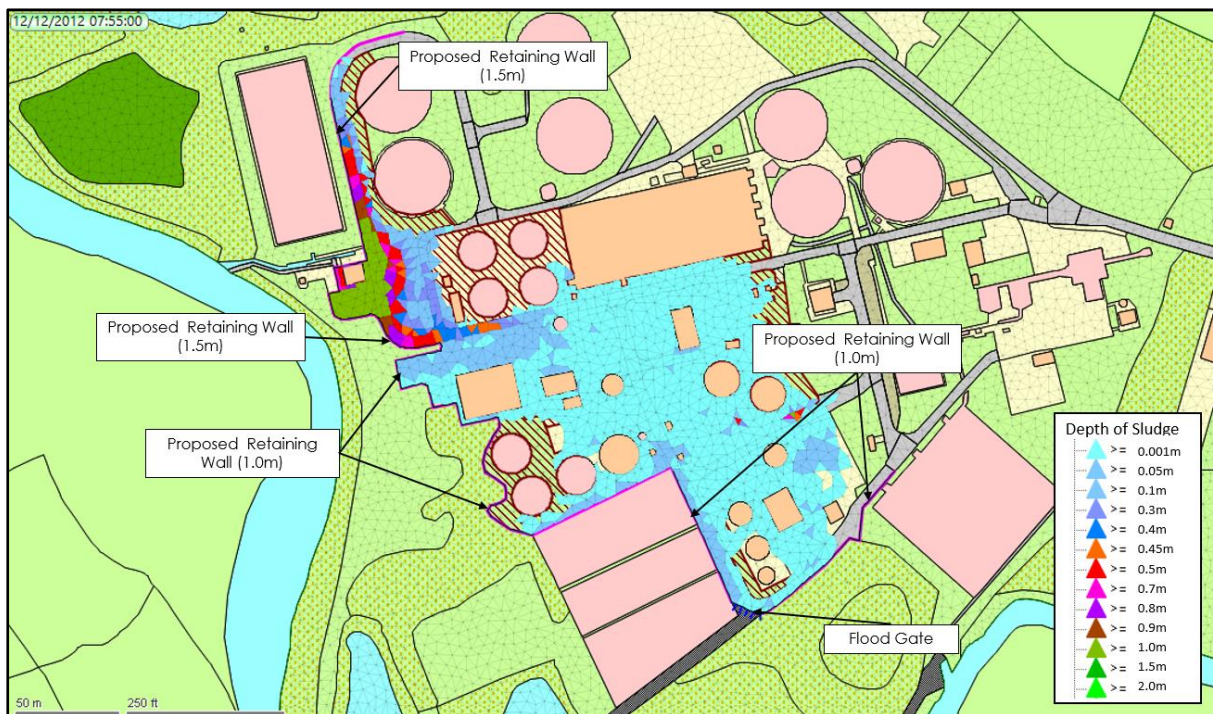 12/12/2012 07:55:00
Proposed Retaining Wall
(1.5m)
Proposed Retaining Wall
(1.5m)
Proposed Retaining Wall
(1.0m)
Proposed Retaining
Wall (1.0m)
Flood Gate
Depth of Sludge
>= 0.001m
>= 0.05m
>= 0.1m
>= 0.3m
>= 0.4m
>= 0.45m
>= 0.5m
>= 0.7m
>= 0.8m
>= 0.9m
>= 1.0m
>= 1.5m
>= 2.0m
50 m 250 ft